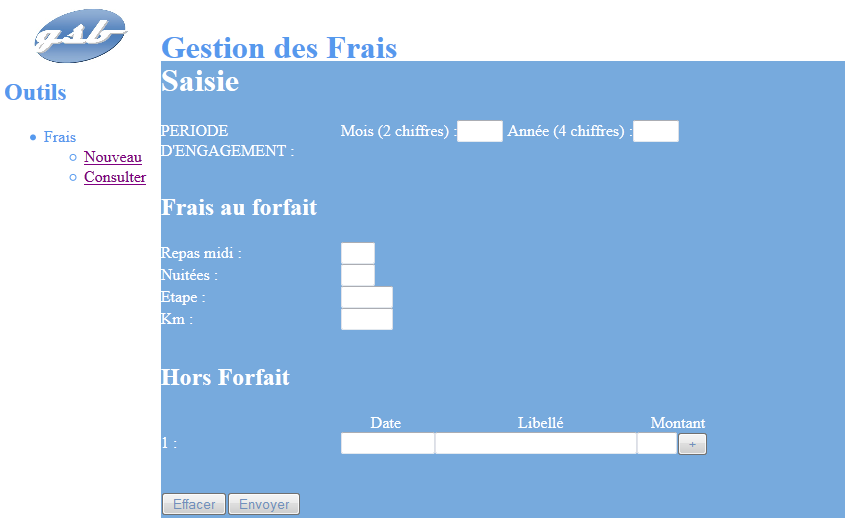 gsb
Gestion des Frais
Outils
Frais
Nouveau
Consulter
Saisie
PERIODE
D'ENGAGEMENT :
Mois (2 chiffres) : Année (4 chiffres) :
Frais au forfait
Repas midi :
Nuitées :
Etape :
Km :
Hors Forfait
Date Libellé Montant
1 : +
Effacer Envoyer